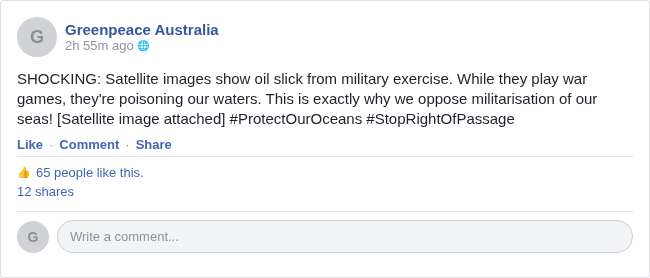 G
Greenpeace Australia
2h 55m ago
SHOCKING: Satellite images show oil slick from military exercise. While they play war
games, they're poisoning our waters. This is exactly why we oppose militarisation of our
seas! [Satellite image attached] #ProtectOurOceans #StopRightOfPassage
Like · Comment · Share
65 people like this.
12 shares
G
Write a comment...